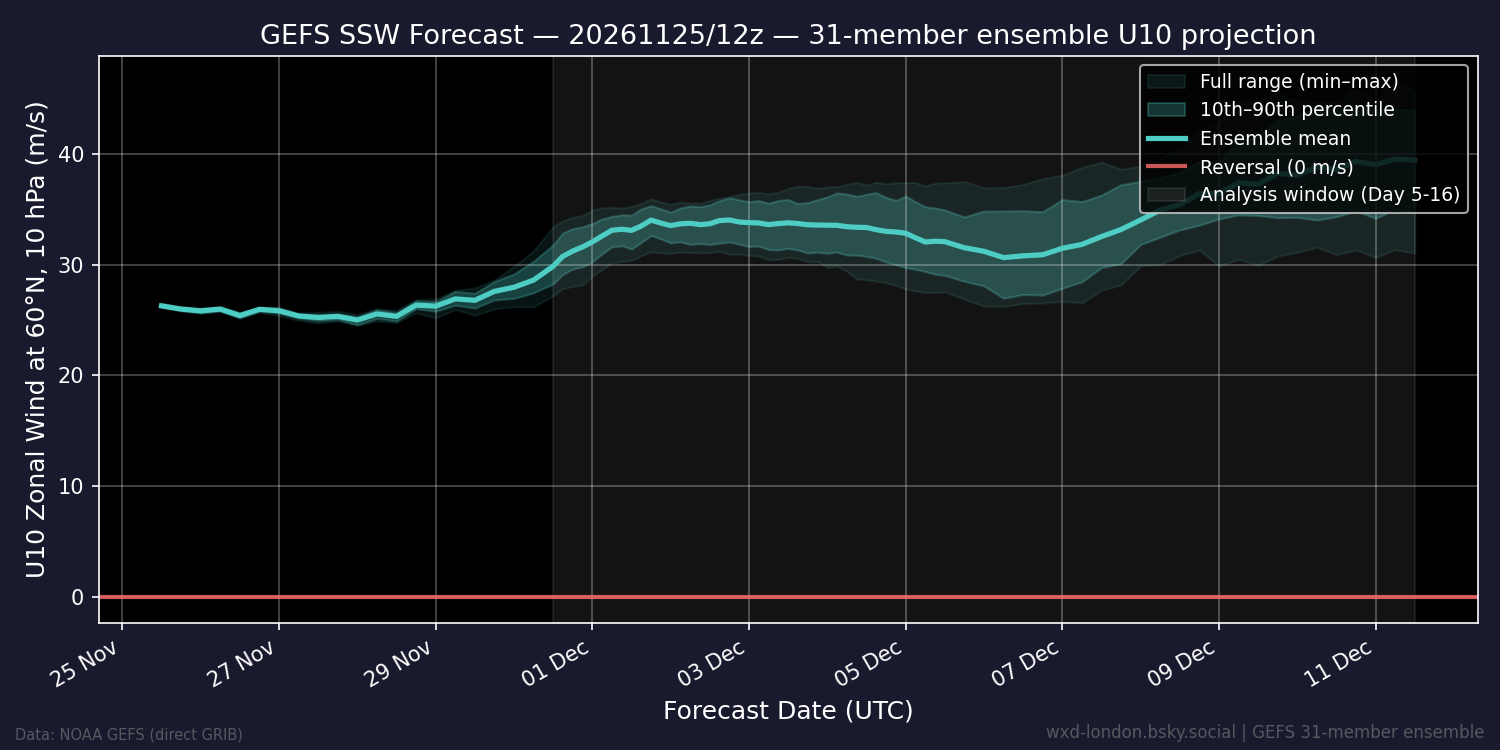 GEFS SSW Forecast — 20261125/12z — 31-member ensemble U10 projection
Full range (min–max)
10th–90th percentile
Ensemble mean
Reversal (0 m/s)
Analysis window (Day 5-16)
U10 Zonal Wind at 60°N, 10 hPa (m/s)
40
30
20
10
0
25 Nov
27 Nov
29 Nov
01 Dec
03 Dec
05 Dec
07 Dec
09 Dec
11 Dec
Forecast Date (UTC)
Data: NOAA GEFS (direct GRIB)
wxd-london.bsky.social | GEFS 31-member ensemble